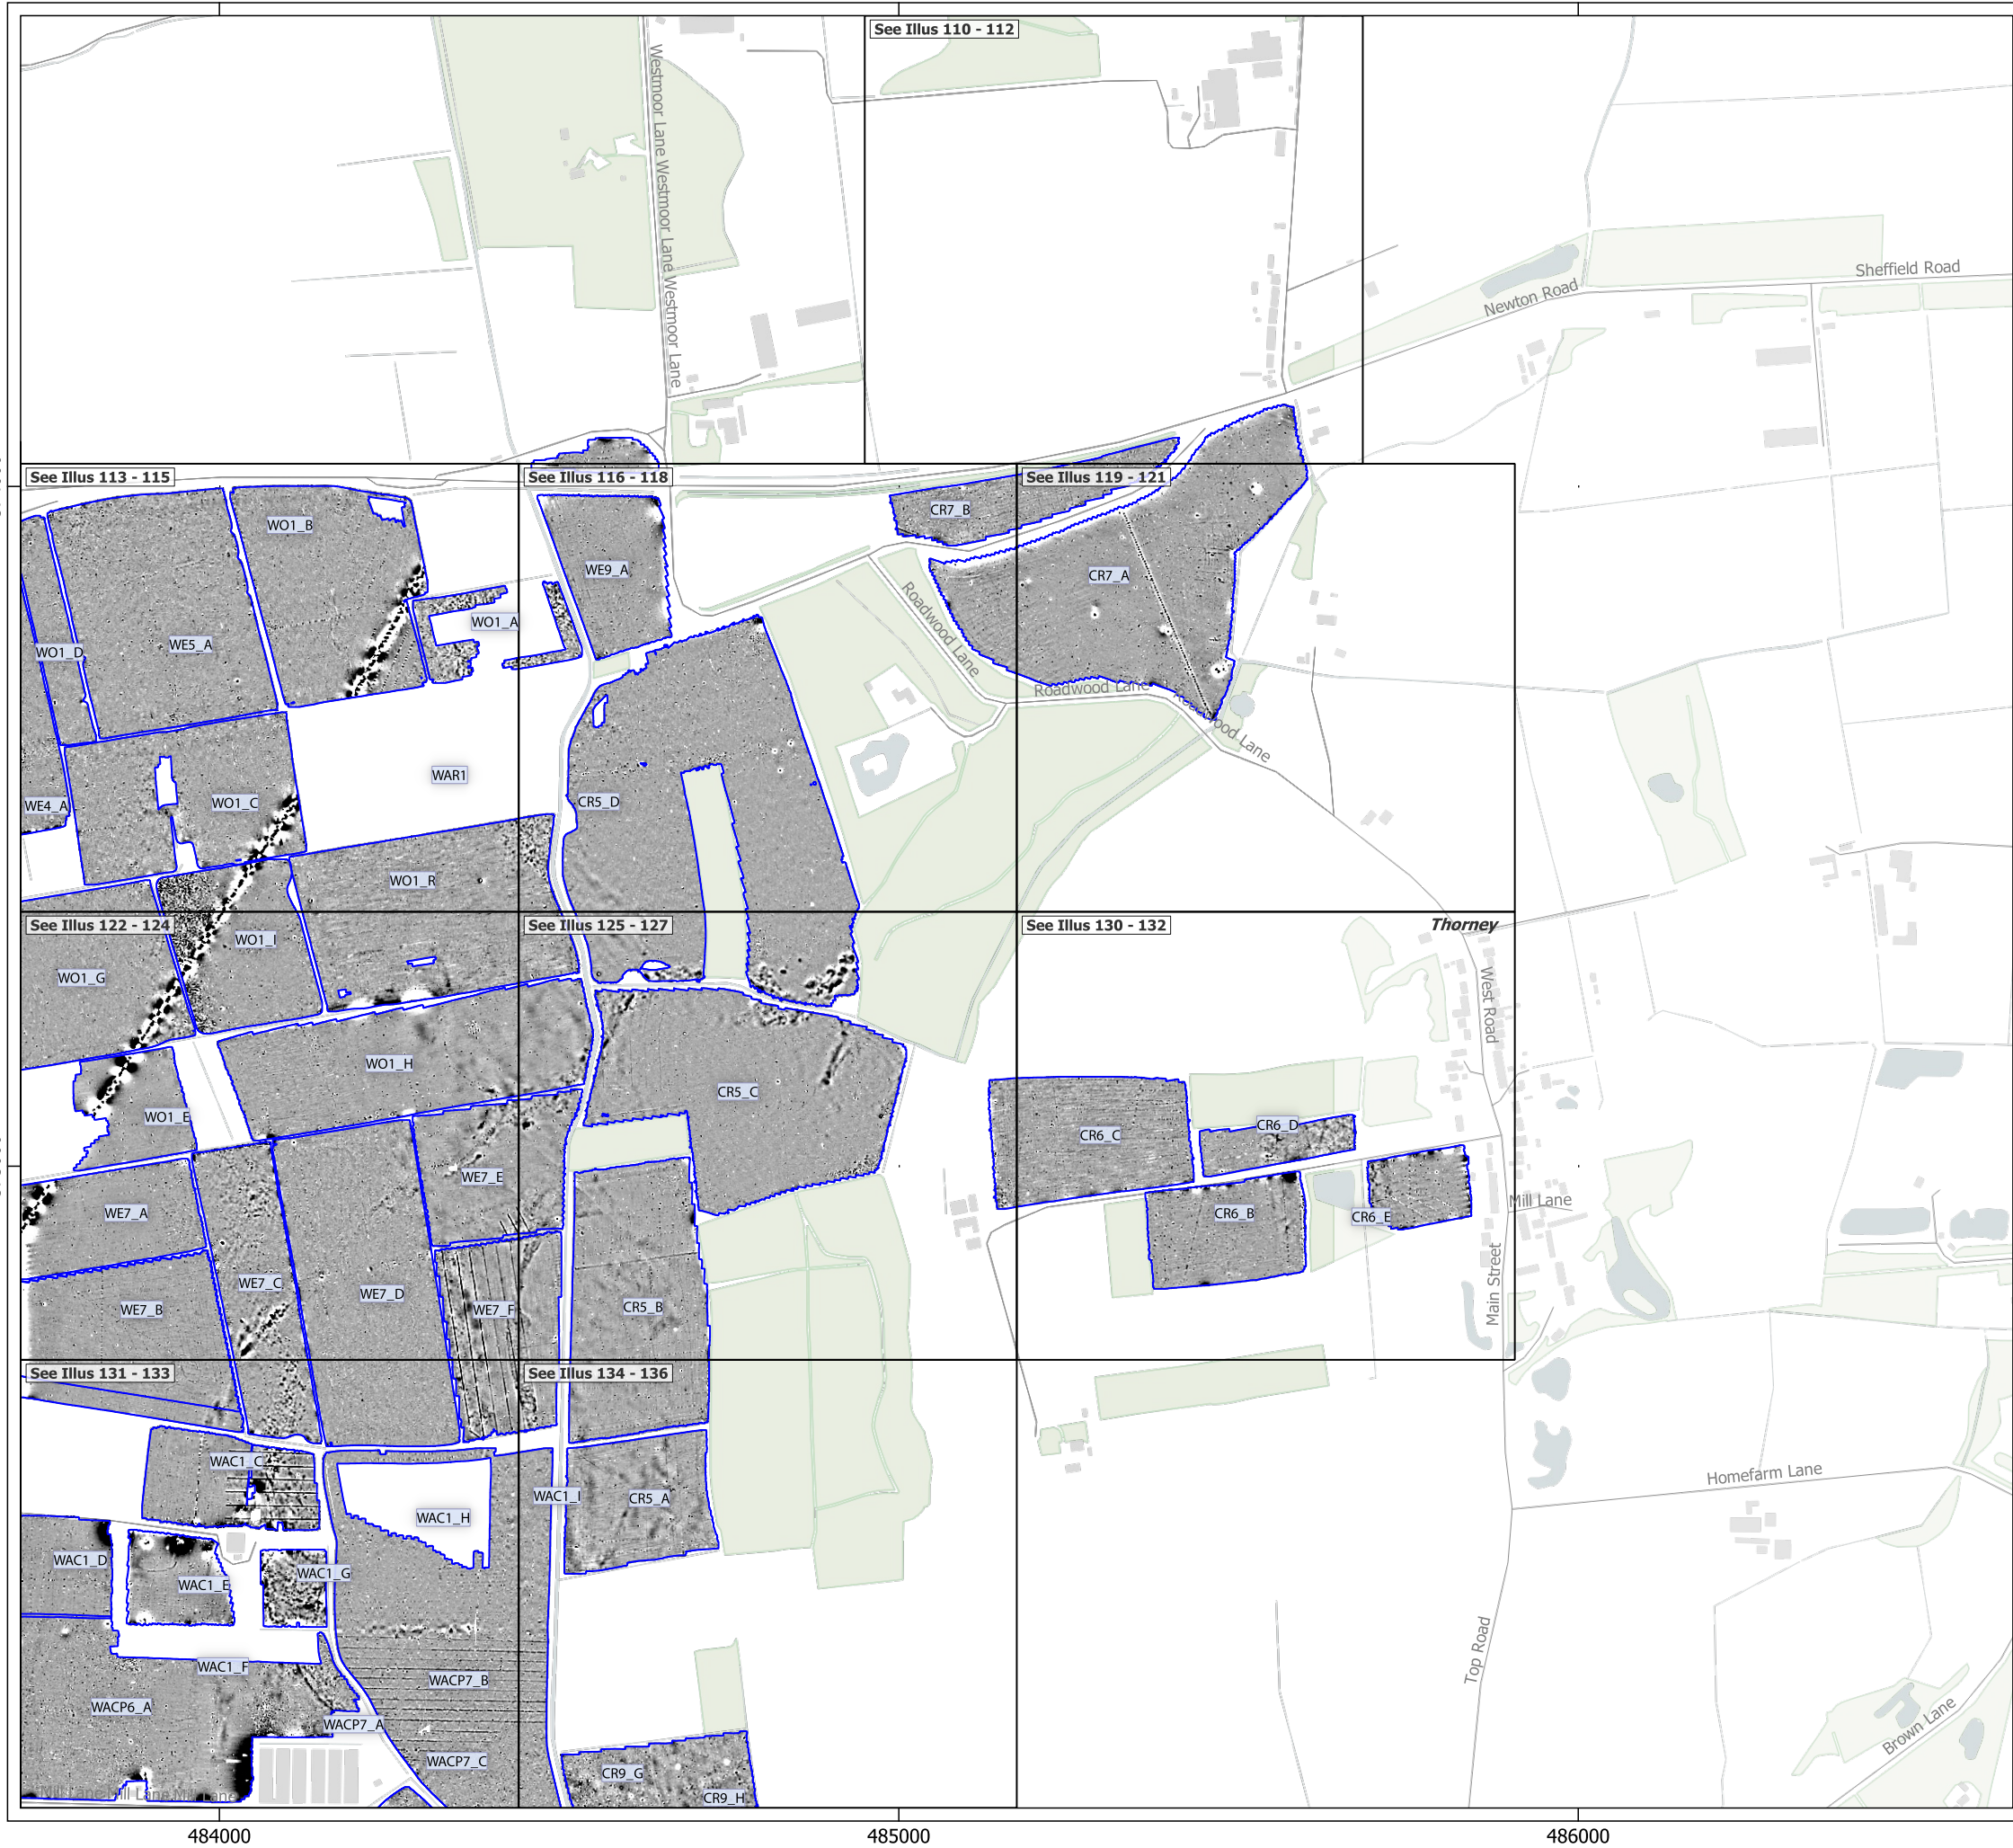 See Illus 110 - 112
Westmoor Lane Westmoor Lane Westmoor Lane
Sheffield Road
Newton Road
See Illus 113 - 115
See Illus 116 - 118
See Illus 119 - 121
WO1_B
CR7_B
WE9_A
CR7_A
WO1_A
WO1_D
WE5_A
Roadwood Lane
Roadwood Lane
Roadwood Lane
WAR1
WE4_A
WO1_C
CR5_D
WO1_R
See Illus 122 - 124
See Illus 125 - 127
See Illus 130 - 132
Thorney
WO1_I
WO1_G
West Road
WO1_H
CR5_C
WO1_E
CR6_C
CR6_D
WE7_E
Mill Lane
WE7_A
CR6_B
CR6_E
WE7_C
WE7_D
WE7_B
WE7_F
CR5_B
Main Street
See Illus 131 - 133
See Illus 134 - 136
WAC1_C
Homefarm Lane
WAC1_I
CR5_A
WAC1_H
WAC1_D
WAC1_G
WAC1_E
Top Road
WAC1_F
WACP7_B
WACP6_A
WACP7_A
Brown Lane
WACP7_C
CR9_G
Mill Lane
CR9_H
484000
485000
486000